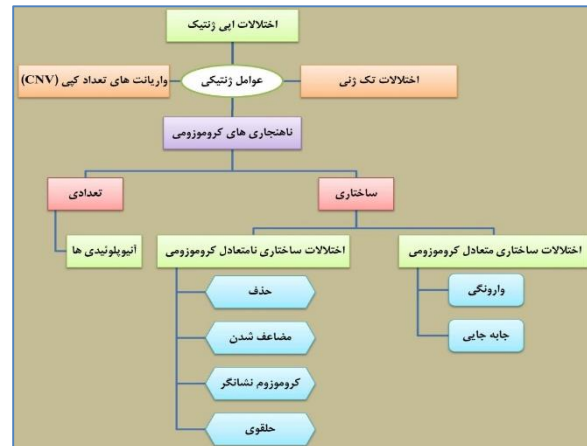 اختلالات اپی ژنتیک
اختلالات تک ژنی
عوامل ژنتیکی
واریانت های تعداد کپی (CNV)
ناهنجاری های کروموزومی
ساختاری
تعدادی
اختلالات ساختاری متعادل کروموزومی
اختلالات ساختاری نامتعادل کروموزومی
آنیوپلوئیدی ها
وارونگی
حذف
جابه جایی
مضاعف شدن
کروموزوم نشانگر
حلقوی